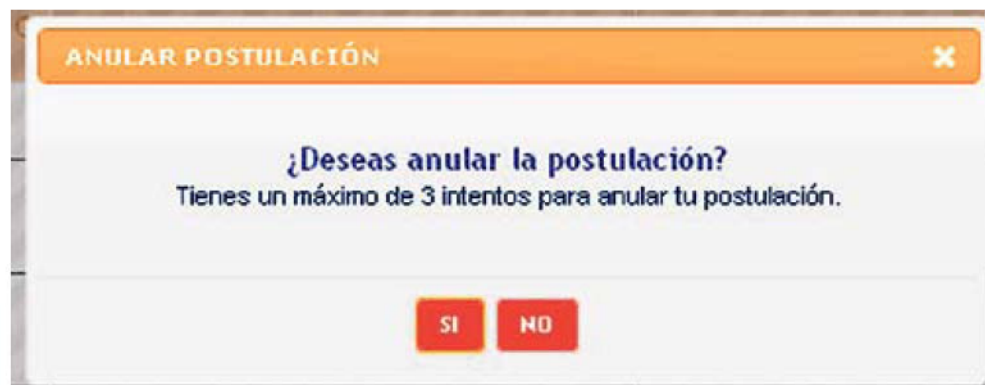 ANULAR POSTULACIÓN
¿Deseas anular la postulación?
Tienes un máximo de 3 intentos para anular tu postulación.
SI NO